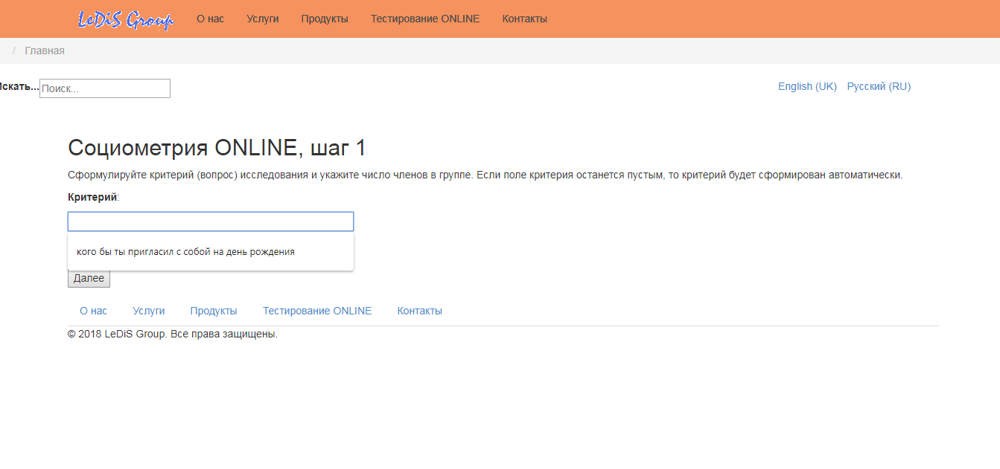 LeDiS Group О нас Услуги Продукты Тестирование ONLINE Контакты
/ Главная
Искать... Поиск... English (UK) Русский (RU)
Социометрия ONLINE, шаг 1
Сформулируйте критерий (вопрос) исследования и укажите число членов в группе. Если поле критерия останется пустым, то критерий будет сформирован автоматически.
Критерий:
кого бы ты пригласил с собой на день рождения
Далее
О нас Услуги Продукты Тестирование ONLINE Контакты
© 2018 LeDiS Group. Все права защищены.